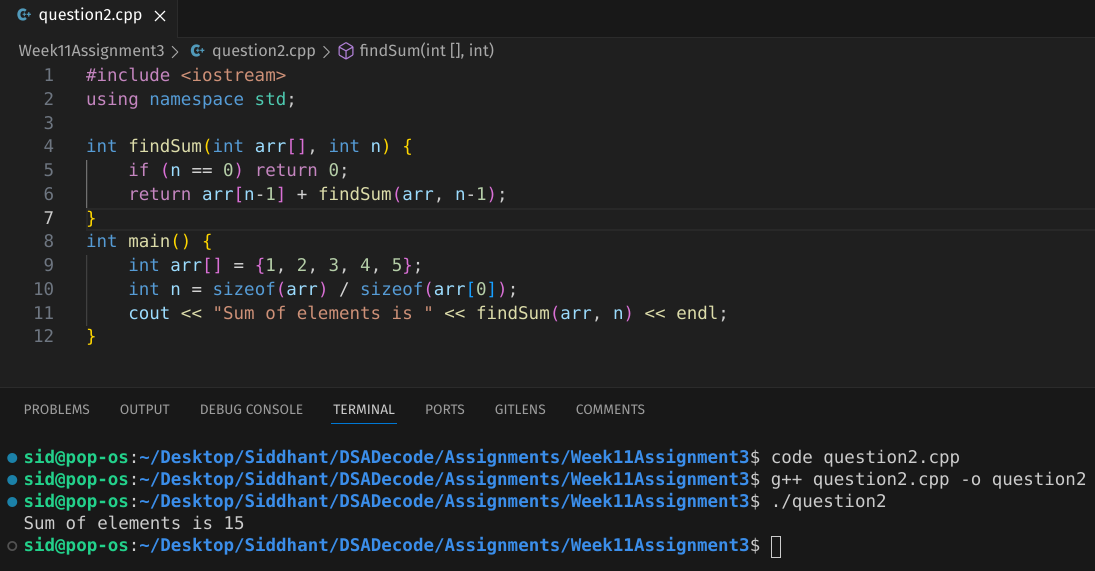 question2.cpp
Week11Assignment3 > question2.cpp > findSum(int [], int)
1 #include <iostream>
2 using namespace std;
3
4 int findSum(int arr[], int n) {
5 if (n == 0) return 0;
6 return arr[n-1] + findSum(arr, n-1);
7 }
8 int main() {
9 int arr[] = {1, 2, 3, 4, 5};
10 int n = sizeof(arr) / sizeof(arr[0]);
11 cout << "Sum of elements is " << findSum(arr, n) << endl;
12 }
PROBLEMS OUTPUT DEBUG CONSOLE TERMINAL PORTS GITLENS COMMENTS
sid@pop-os:~/Desktop/Siddhant/DSADecode/Assignments/Week11Assignment3$ code question2.cpp
sid@pop-os:~/Desktop/Siddhant/DSADecode/Assignments/Week11Assignment3$ g++ question2.cpp -o question2
sid@pop-os:~/Desktop/Siddhant/DSADecode/Assignments/Week11Assignment3$ ./question2
Sum of elements is 15
sid@pop-os:~/Desktop/Siddhant/DSADecode/Assignments/Week11Assignment3$